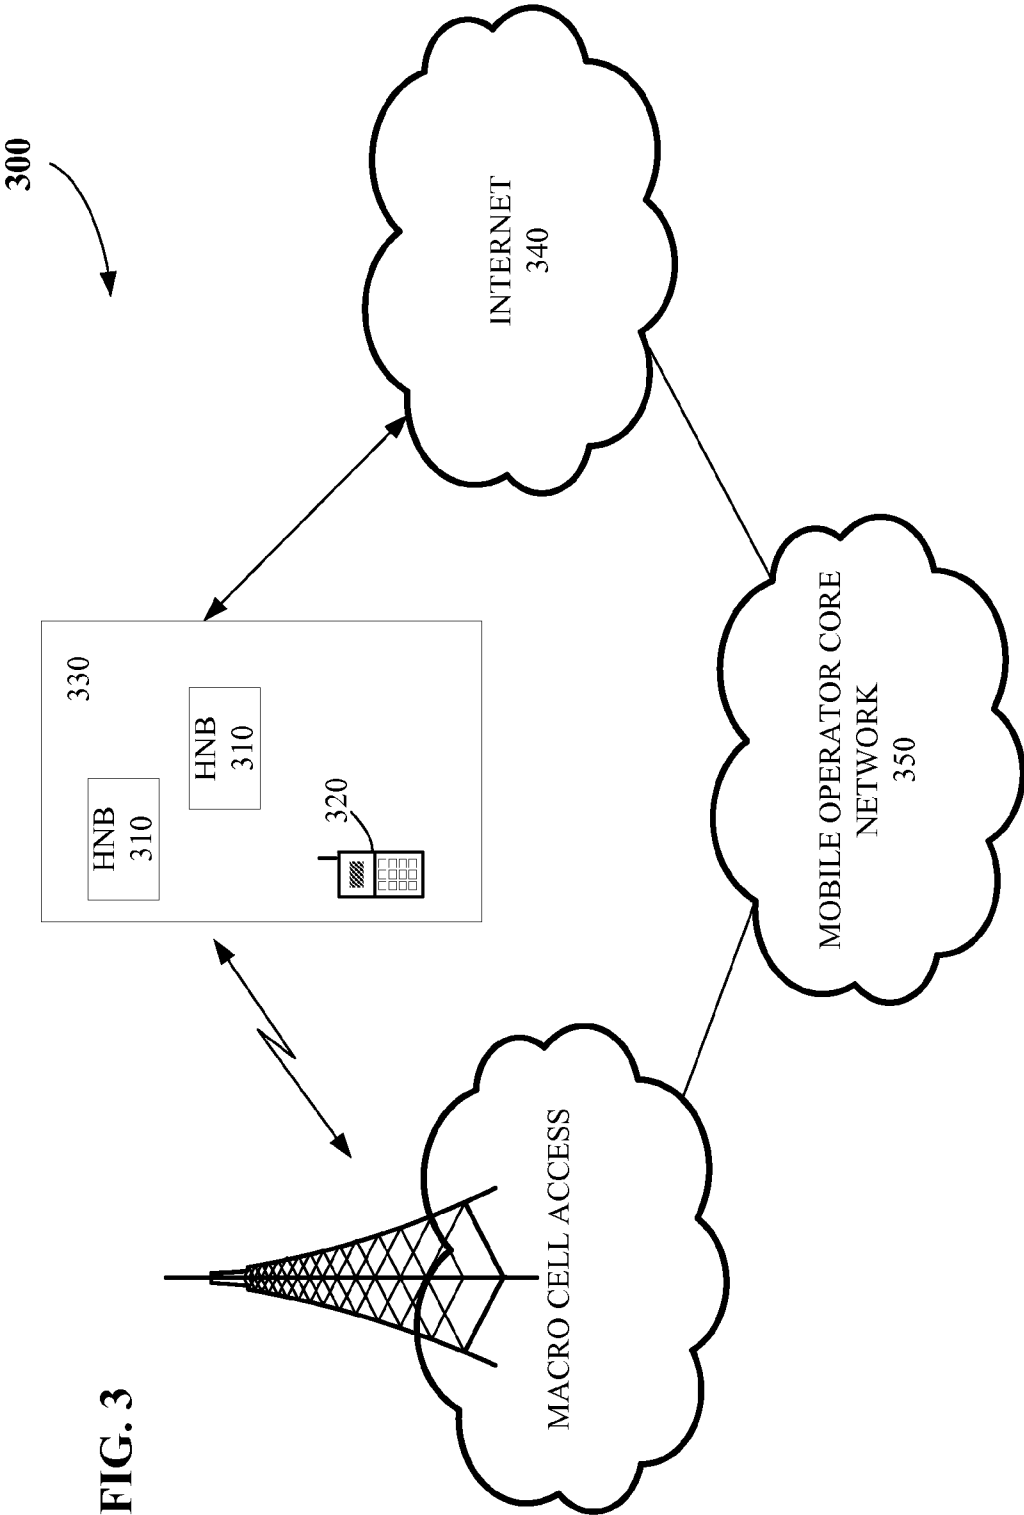 FIG. 3
300
HNB
310
HNB
310
330
320
INTERNET
340
MACRO CELL ACCESS
MOBILE OPERATOR CORE
NETWORK
350